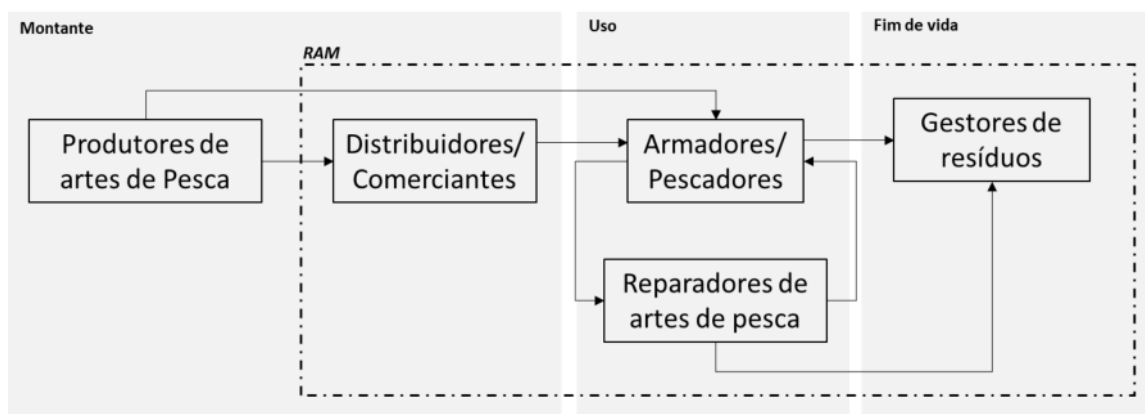 Montante
Uso
Fim de vida
RAM
Produtores de
artes de Pesca
Distribuidores/
Comerciantes
Armadores/
Pescadores
Gestores de
resíduos
Reparadores de
artes de pesca